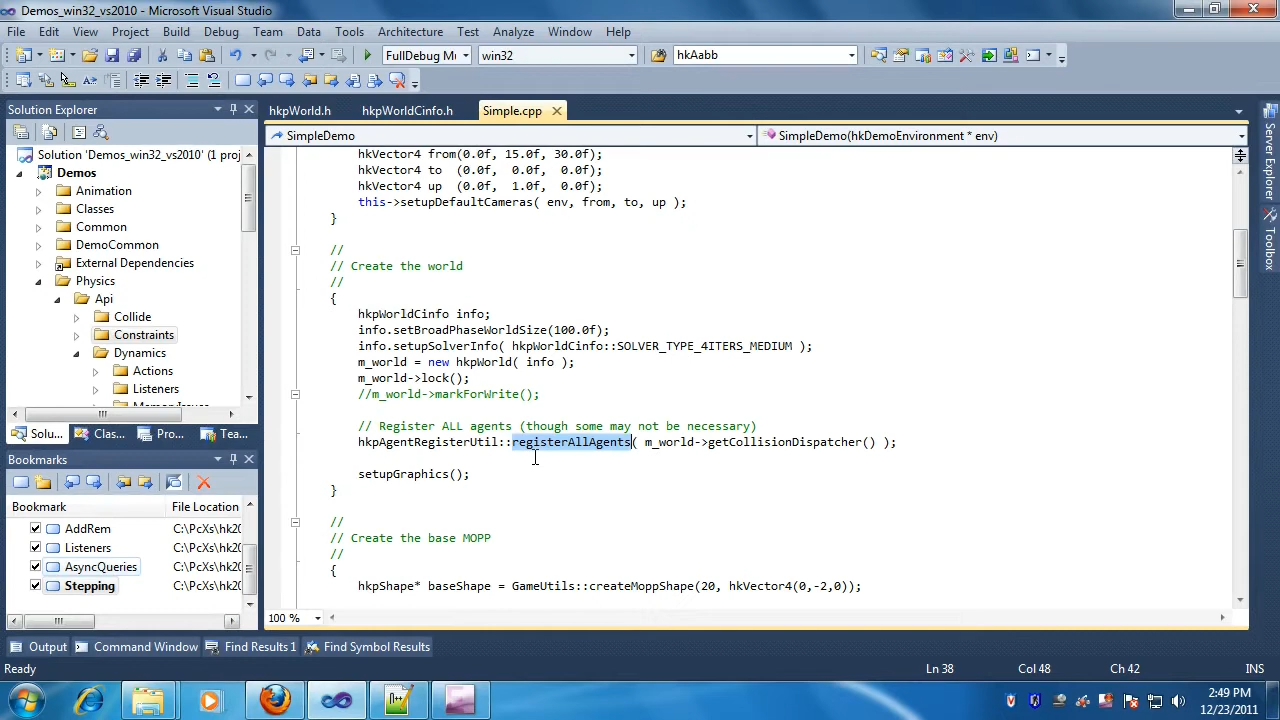 Demos_win32_vs2010 - Microsoft Visual Studio
File Edit View Project Build Debug Team Data Tools Architecture Test Analyze Window Help
FullDebug Mu win32 hkAabb
Solution Explorer
Solution 'Demos_win32_vs2010' (1 proj
Demos
Animation
Classes
Common
DemoCommon
External Dependencies
Physics
Api
Collide
Constraints
Dynamics
Actions
Listeners
Solu... Clas... Pro... Tea...
Bookmarks
Bookmark File Location
AddRem C:\PcXs\hk20
Listeners C:\PcXs\hk20
AsyncQueries C:\PcXs\hk20
Stepping C:\PcXs\hk20
hkpWorld.h hkpWorldCinfo.h Simple.cpp
SimpleDemo SimpleDemo(hkDemoEnvironment * env)
hkVector4 from(0.0f, 15.0f, 30.0f);
hkVector4 to  (0.0f,  0.0f,  0.0f);
hkVector4 up  (0.0f,  1.0f,  0.0f);
this->setupDefaultCameras( env, from, to, up );
}
//
// Create the world
//
{
hkpWorldCinfo info;
info.setBroadPhaseWorldSize(100.0f);
info.setupSolverInfo( hkpWorldCinfo::SOLVER_TYPE_4ITERS_MEDIUM );
m_world = new hkpWorld( info );
m_world->lock();
//m_world->markForWrite();
// Register ALL agents (though some may not be necessary)
hkpAgentRegisterUtil::registerAllAgents( m_world->getCollisionDispatcher() );
setupGraphics();
}
//
// Create the base MOPP
//
{
hkpShape* baseShape = GameUtils::createMoppShape(20, hkVector4(0,-2,0));
100 %
Server Explorer
Toolbox
Output Command Window Find Results 1 Find Symbol Results
Ready Ln 38 Col 48 Ch 42 INS
2:49 PM
12/23/2011